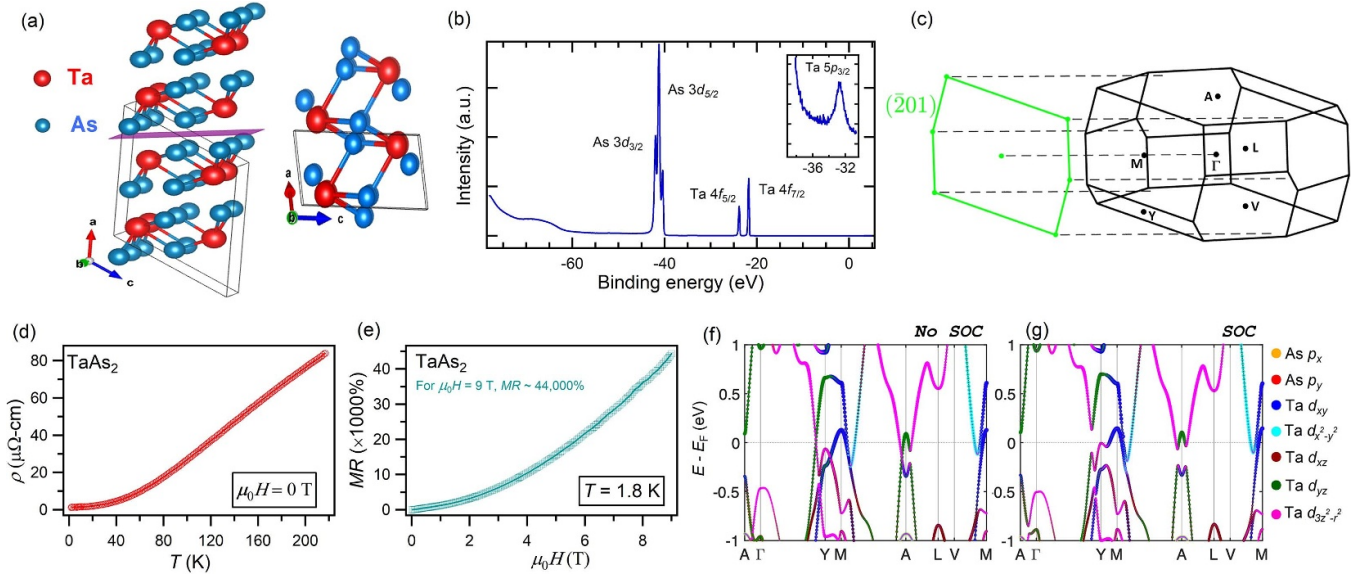 (a)
Ta
As
a
b
c
a
b
c
(b)
Intensity (a.u.)
As 3d5/2
As 3d3/2
Ta 4f5/2
Ta 4f7/2
Ta 5p3/2
-36
-32
-60
-40
-20
0
Binding energy (eV)
(c)
(2̄01)
A
M
Γ
L
Y
V
(d)
TaAs2
ρ (μΩ-cm)
80
60
40
20
0
μ0H = 0 T
0
40
80
120
160
200
T (K)
(e)
TaAs2
For μ0H = 9 T, MR ~ 44,000%
MR (×1000%)
40
30
20
10
0
T = 1.8 K
0
2
4
6
8
μ0H (T)
(f)
No SOC
E - EF (eV)
1
0.5
0
-0.5
-1
A Γ Y M A L V M
(g)
SOC
1
0.5
0
-0.5
-1
A Γ Y M A L V M
As px
As py
Ta dxy
Ta dx²-y²
Ta dxz
Ta dyz
Ta d3z²-r²